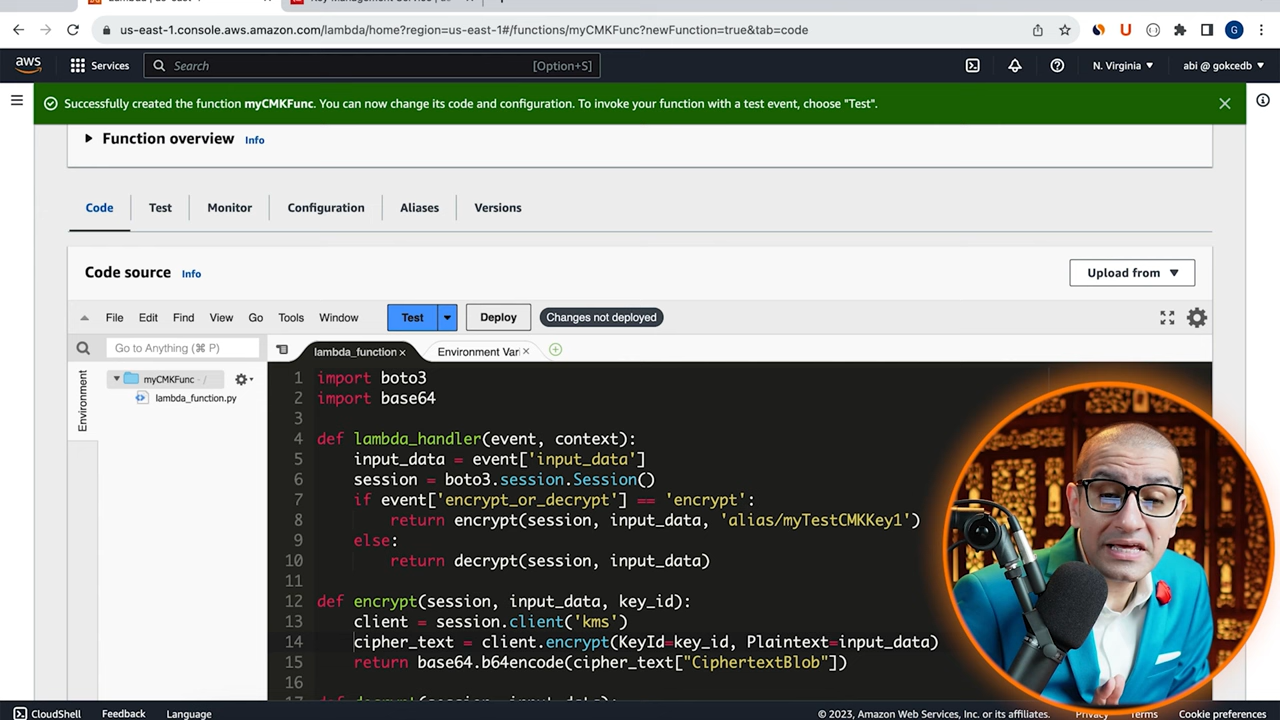 us-east-1.console.aws.amazon.com/lambda/home?region=us-east-1#/functions/myCMKFunc?newFunction=true&tab=code
G
aws
Services
Search
[Option+S]
N. Virginia
abi @ gokcedb
Successfully created the function myCMKFunc. You can now change its code and configuration. To invoke your function with a test event, choose "Test".
Function overview Info
Code
Test
Monitor
Configuration
Aliases
Versions
Code source Info
Upload from
File Edit Find View Go Tools Window
Test
Deploy
Changes not deployed
Go to Anything (⌘ P)
lambda_function
Environment Var
Environment
myCMKFunc - /
lambda_function.py
1 import boto3
2 import base64
3
4 def lambda_handler(event, context):
5 input_data = event['input_data']
6 session = boto3.session.Session()
7 if event['encrypt_or_decrypt'] == 'encrypt':
8 return encrypt(session, input_data, 'alias/myTestCMKKey1')
9 else:
10 return decrypt(session, input_data)
11
12 def encrypt(session, input_data, key_id):
13 client = session.client('kms')
14 cipher_text = client.encrypt(KeyId=key_id, Plaintext=input_data)
15 return base64.b64encode(cipher_text["CiphertextBlob"])
16
CloudShell
Feedback
Language
© 2023, Amazon Web Services, Inc. or its affiliates.
Privacy
Terms
Cookie preferences